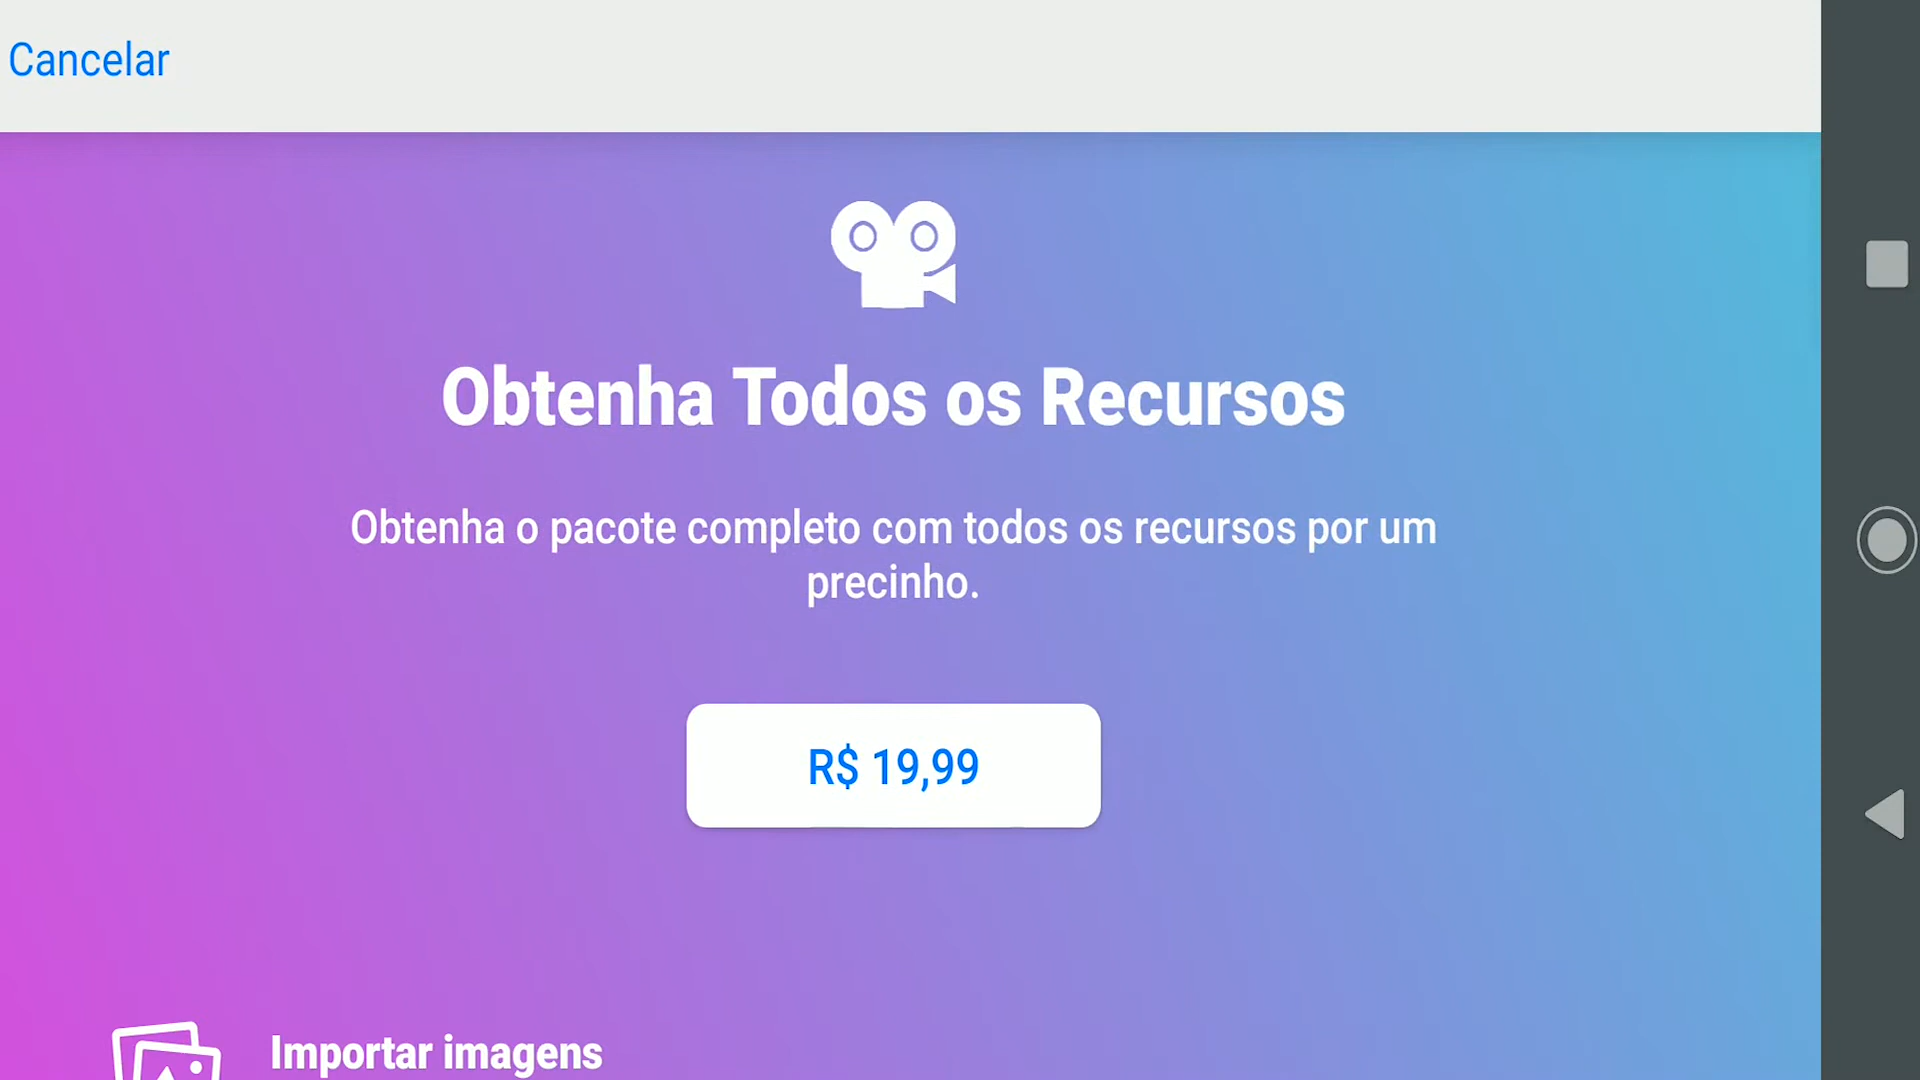 Cancelar
Obtenha Todos os Recursos
Obtenha o pacote completo com todos os recursos por um
precinho.
R$ 19,99
Importar imagens